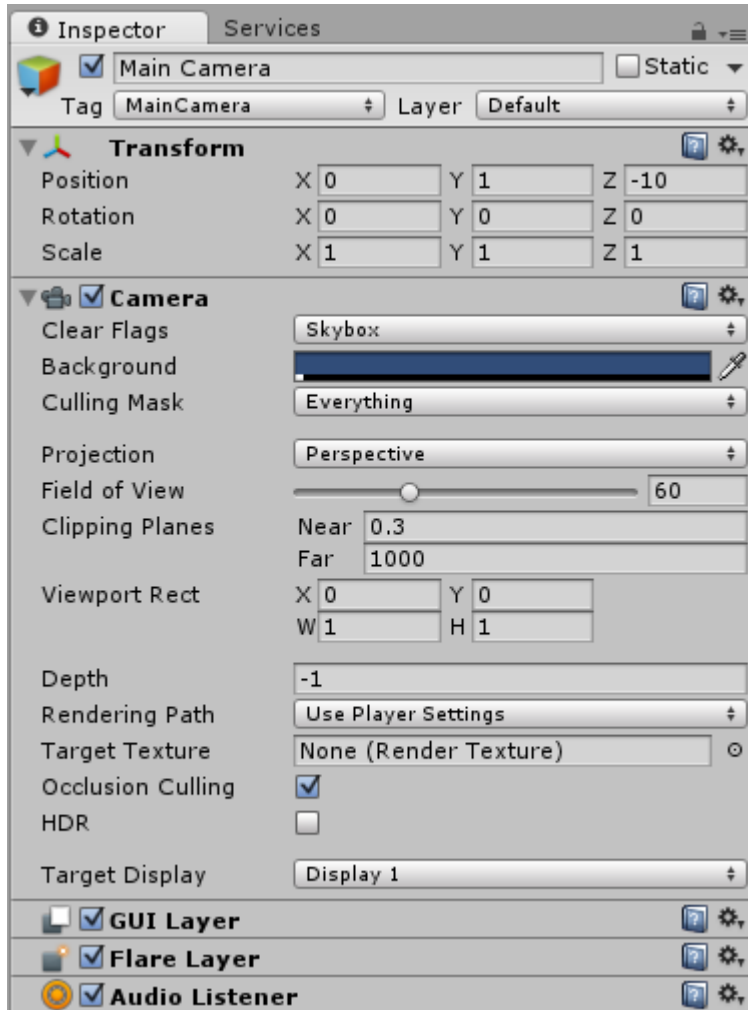 Inspector Services
Main Camera Static
Tag MainCamera Layer Default
Transform
Position X 0 Y 1 Z -10
Rotation X 0 Y 0 Z 0
Scale X 1 Y 1 Z 1
Camera
Clear Flags Skybox
Background
Culling Mask Everything
Projection Perspective
Field of View 60
Clipping Planes Near 0.3
Far 1000
Viewport Rect X 0 Y 0
W 1 H 1
Depth -1
Rendering Path Use Player Settings
Target Texture None (Render Texture)
Occlusion Culling
HDR
Target Display Display 1
GUI Layer
Flare Layer
Audio Listener